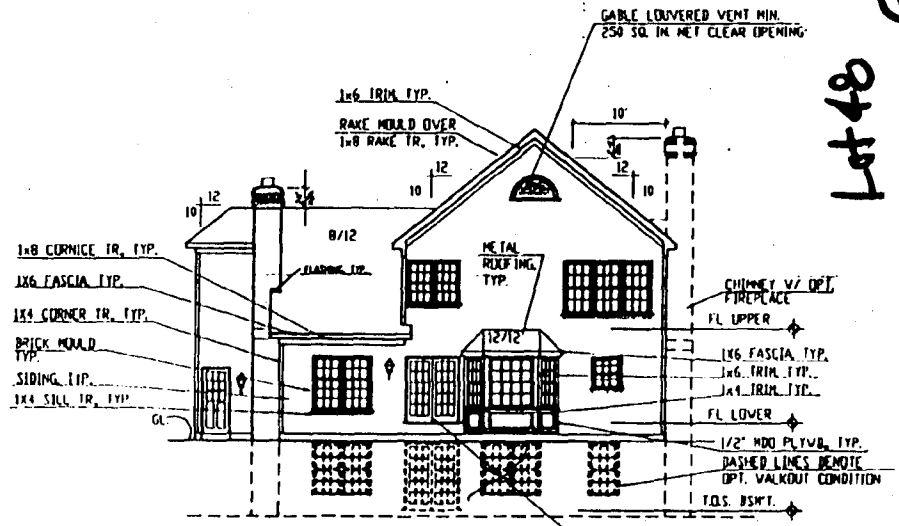 GABLE LOUVERED VENT MIN.
250 SQ. IN. NET CLEAR OPENING
Lot 48
1x6 TRIM, TYP.
RAKE MOULD OVER
1x8 RAKE TR., TYP.
10'
12
10
12
10
12
10
8/12
METAL
ROOFING,
TYP.
FLASHING TYP.
1x8 CORNICE TR., TYP.
1X6 FASCIA TYP.
1X4 CORNER TR., TYP.
BRICK MOULD
TYP.
SIDING, TYP.
1X4 SILL TR., TYP.
GL
12/12
CHIMNEY W/ OPT.
FIREPLACE
FL UPPER
1X6 FASCIA, TYP.
1x6 TRIM, TYP.
1x4 TRIM, TYP.
FL LOWER
1/2" MDO PLYWD., TYP.
DASHED LINES DENOTE
OPT. WALKOUT CONDITION
T.O.S. BSM'T.